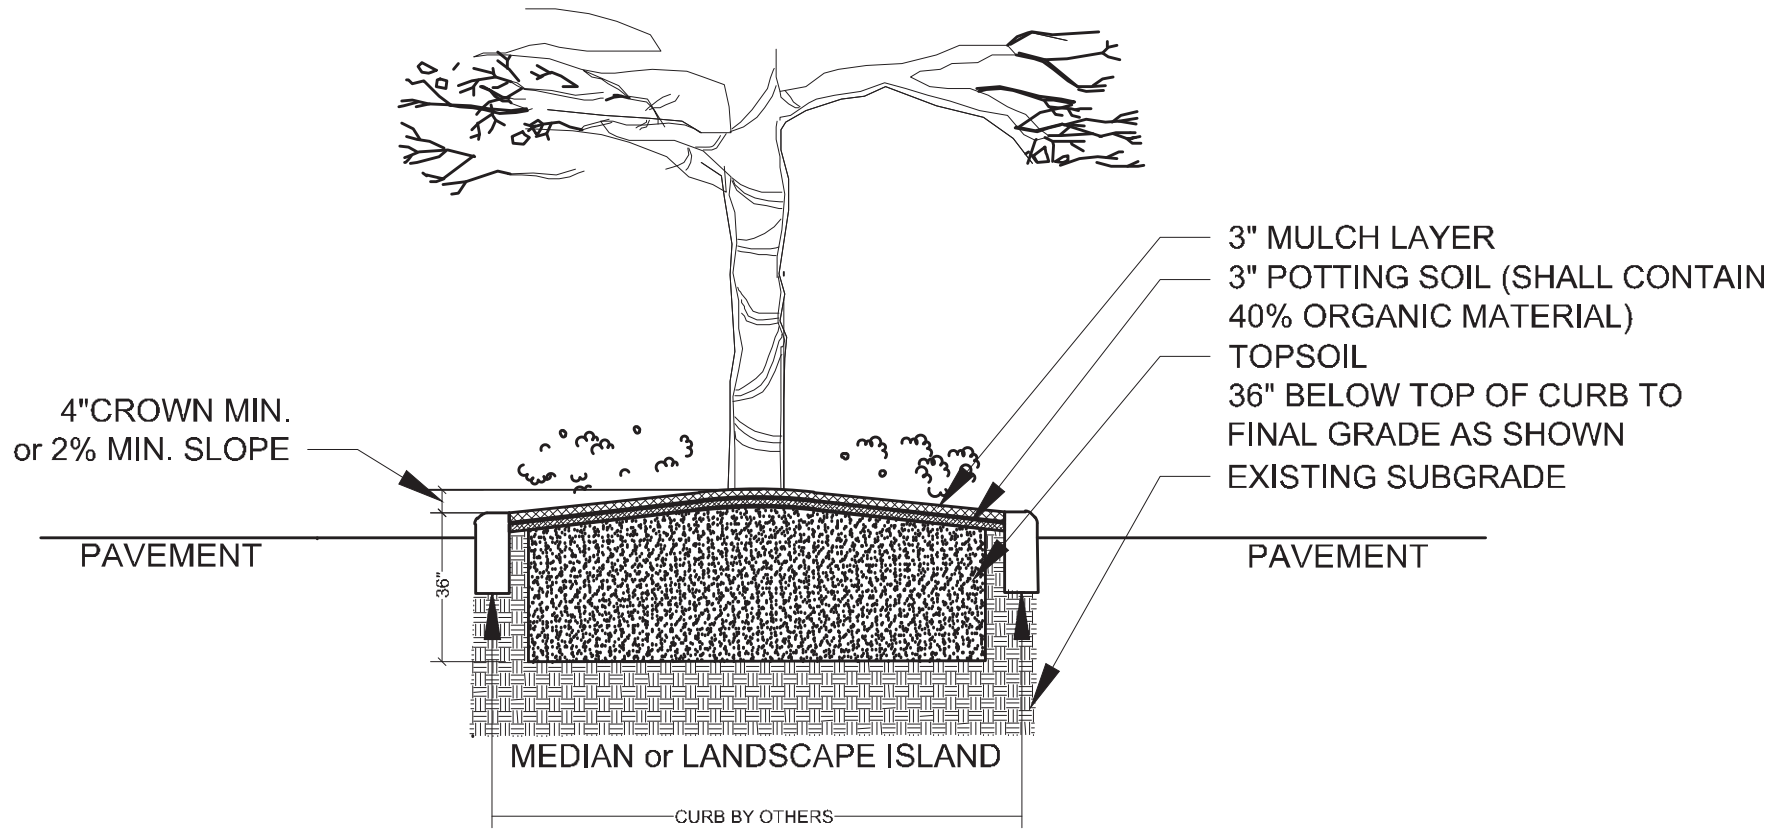 3" MULCH LAYER
3" POTTING SOIL (SHALL CONTAIN
40% ORGANIC MATERIAL)
TOPSOIL
36" BELOW TOP OF CURB TO
FINAL GRADE AS SHOWN
EXISTING SUBGRADE
4"CROWN MIN.
or 2% MIN. SLOPE
PAVEMENT
36"
PAVEMENT
MEDIAN or LANDSCAPE ISLAND
CURB BY OTHERS